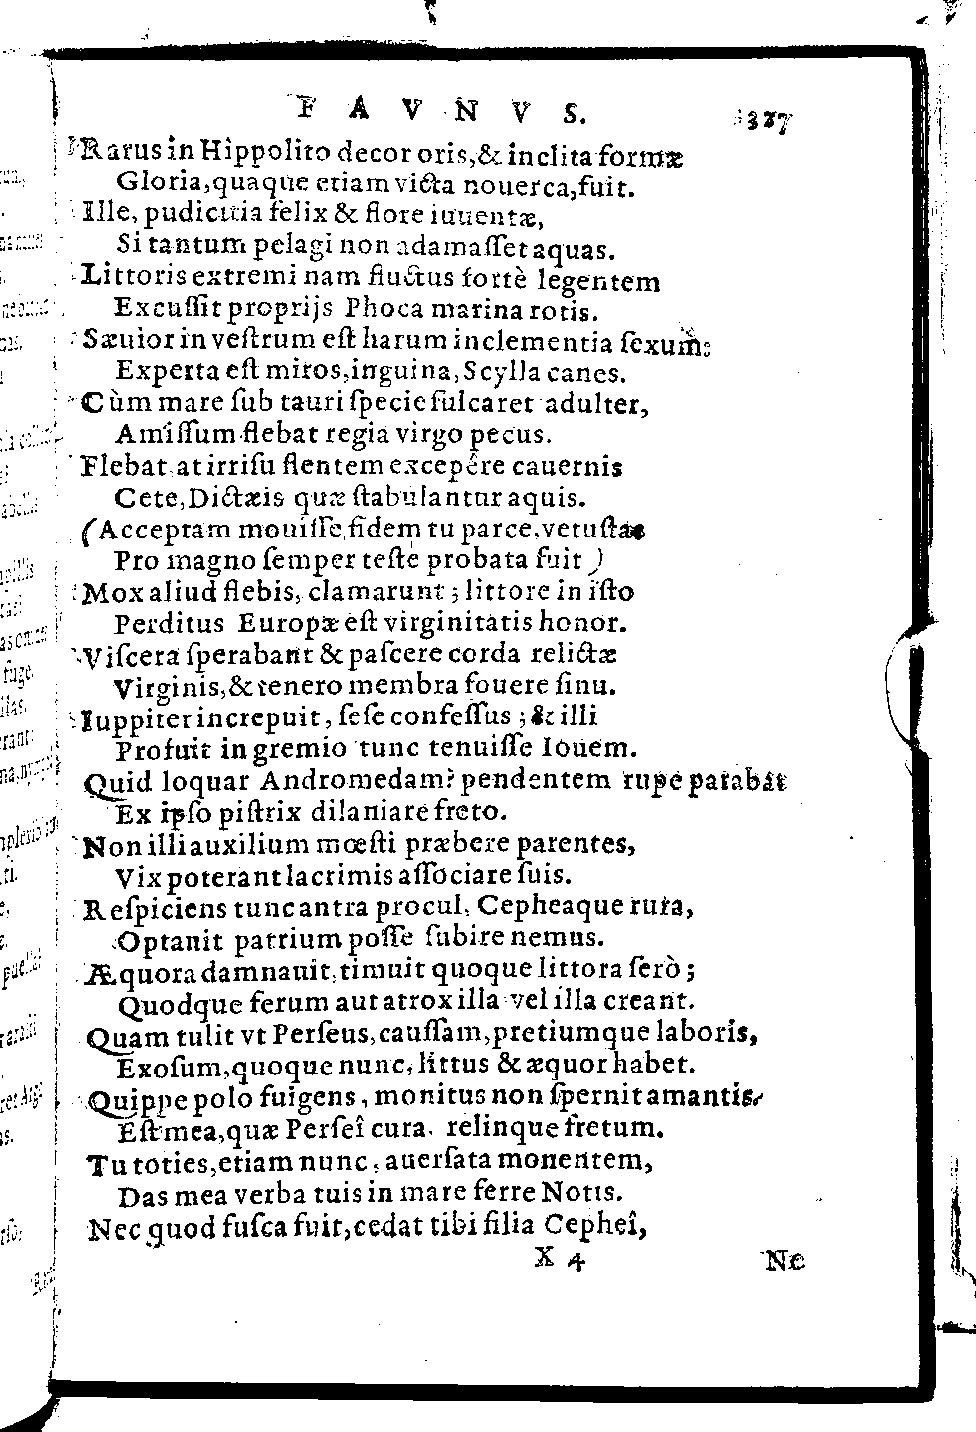 FAVNVS. 327
Rarus in Hippolito decor oris, & inclita formæ
Gloria, quaque etiam victa nouerca, fuit.
Ille, pudicitia felix & flore iuuentæ,
Si tantum pelagi non adamaſſet aquas.
Littoris extremi nam fluctus fortè legentem
Excuſſit proprijs Phoca marina rotis.
Sæuior in veſtrum eſt harum inclementia ſexum:
Experta eſt miros, inguina, Scylla canes.
Cùm mare ſub tauri ſpecie ſulcaret adulter,
Amiſſum flebat regia virgo pecus.
Flebat, at irriſu flentem excepêre cauernis
Cete, Dictæis quæ ſtabulantur aquis.
(Acceptam mouiſſe, fidem tu parce, vetuſtas
Pro magno ſemper teſte probata fuit)
Mox aliud flebis, clamarunt; littore in iſto
Perditus Europæ eſt virginitatis honor.
Viſcera ſperabant & paſcere corda relictæ
Virginis, & tenero membra fouere ſinu.
Iuppiter increpuit, ſeſe confeſſus; & illi
Profuit in gremio tunc tenuiſſe Iouem.
Quid loquar Andromedam? pendentem rupe parabat
Ex ipſo piſtrix dilaniare freto.
Non illi auxilium mœſti præbere parentes,
Vix poterant lacrimis aſſociare ſuis.
Reſpiciens tunc antra procul, Cepheaque rura,
Optauit patrium poſſe ſubire nemus.
Æquora damnauit, timuit quoque littora ſerò;
Quodque ferum aut atrox illa vel illa creant.
Quam tulit vt Perſeus, cauſſam, pretiumque laboris,
Exoſum, quoque nunc, littus & æquor habet.
Quippe polo fulgens, monitus non ſpernit amantis,
Eſt mea, quæ Perſeî cura, relinque fretum.
Tu toties, etiam nunc, auerſata monentem,
Das mea verba tuis in mare ferre Notis.
Nec quod fuſca fuit, cedat tibi filia Cepheî,
X 4 Ne